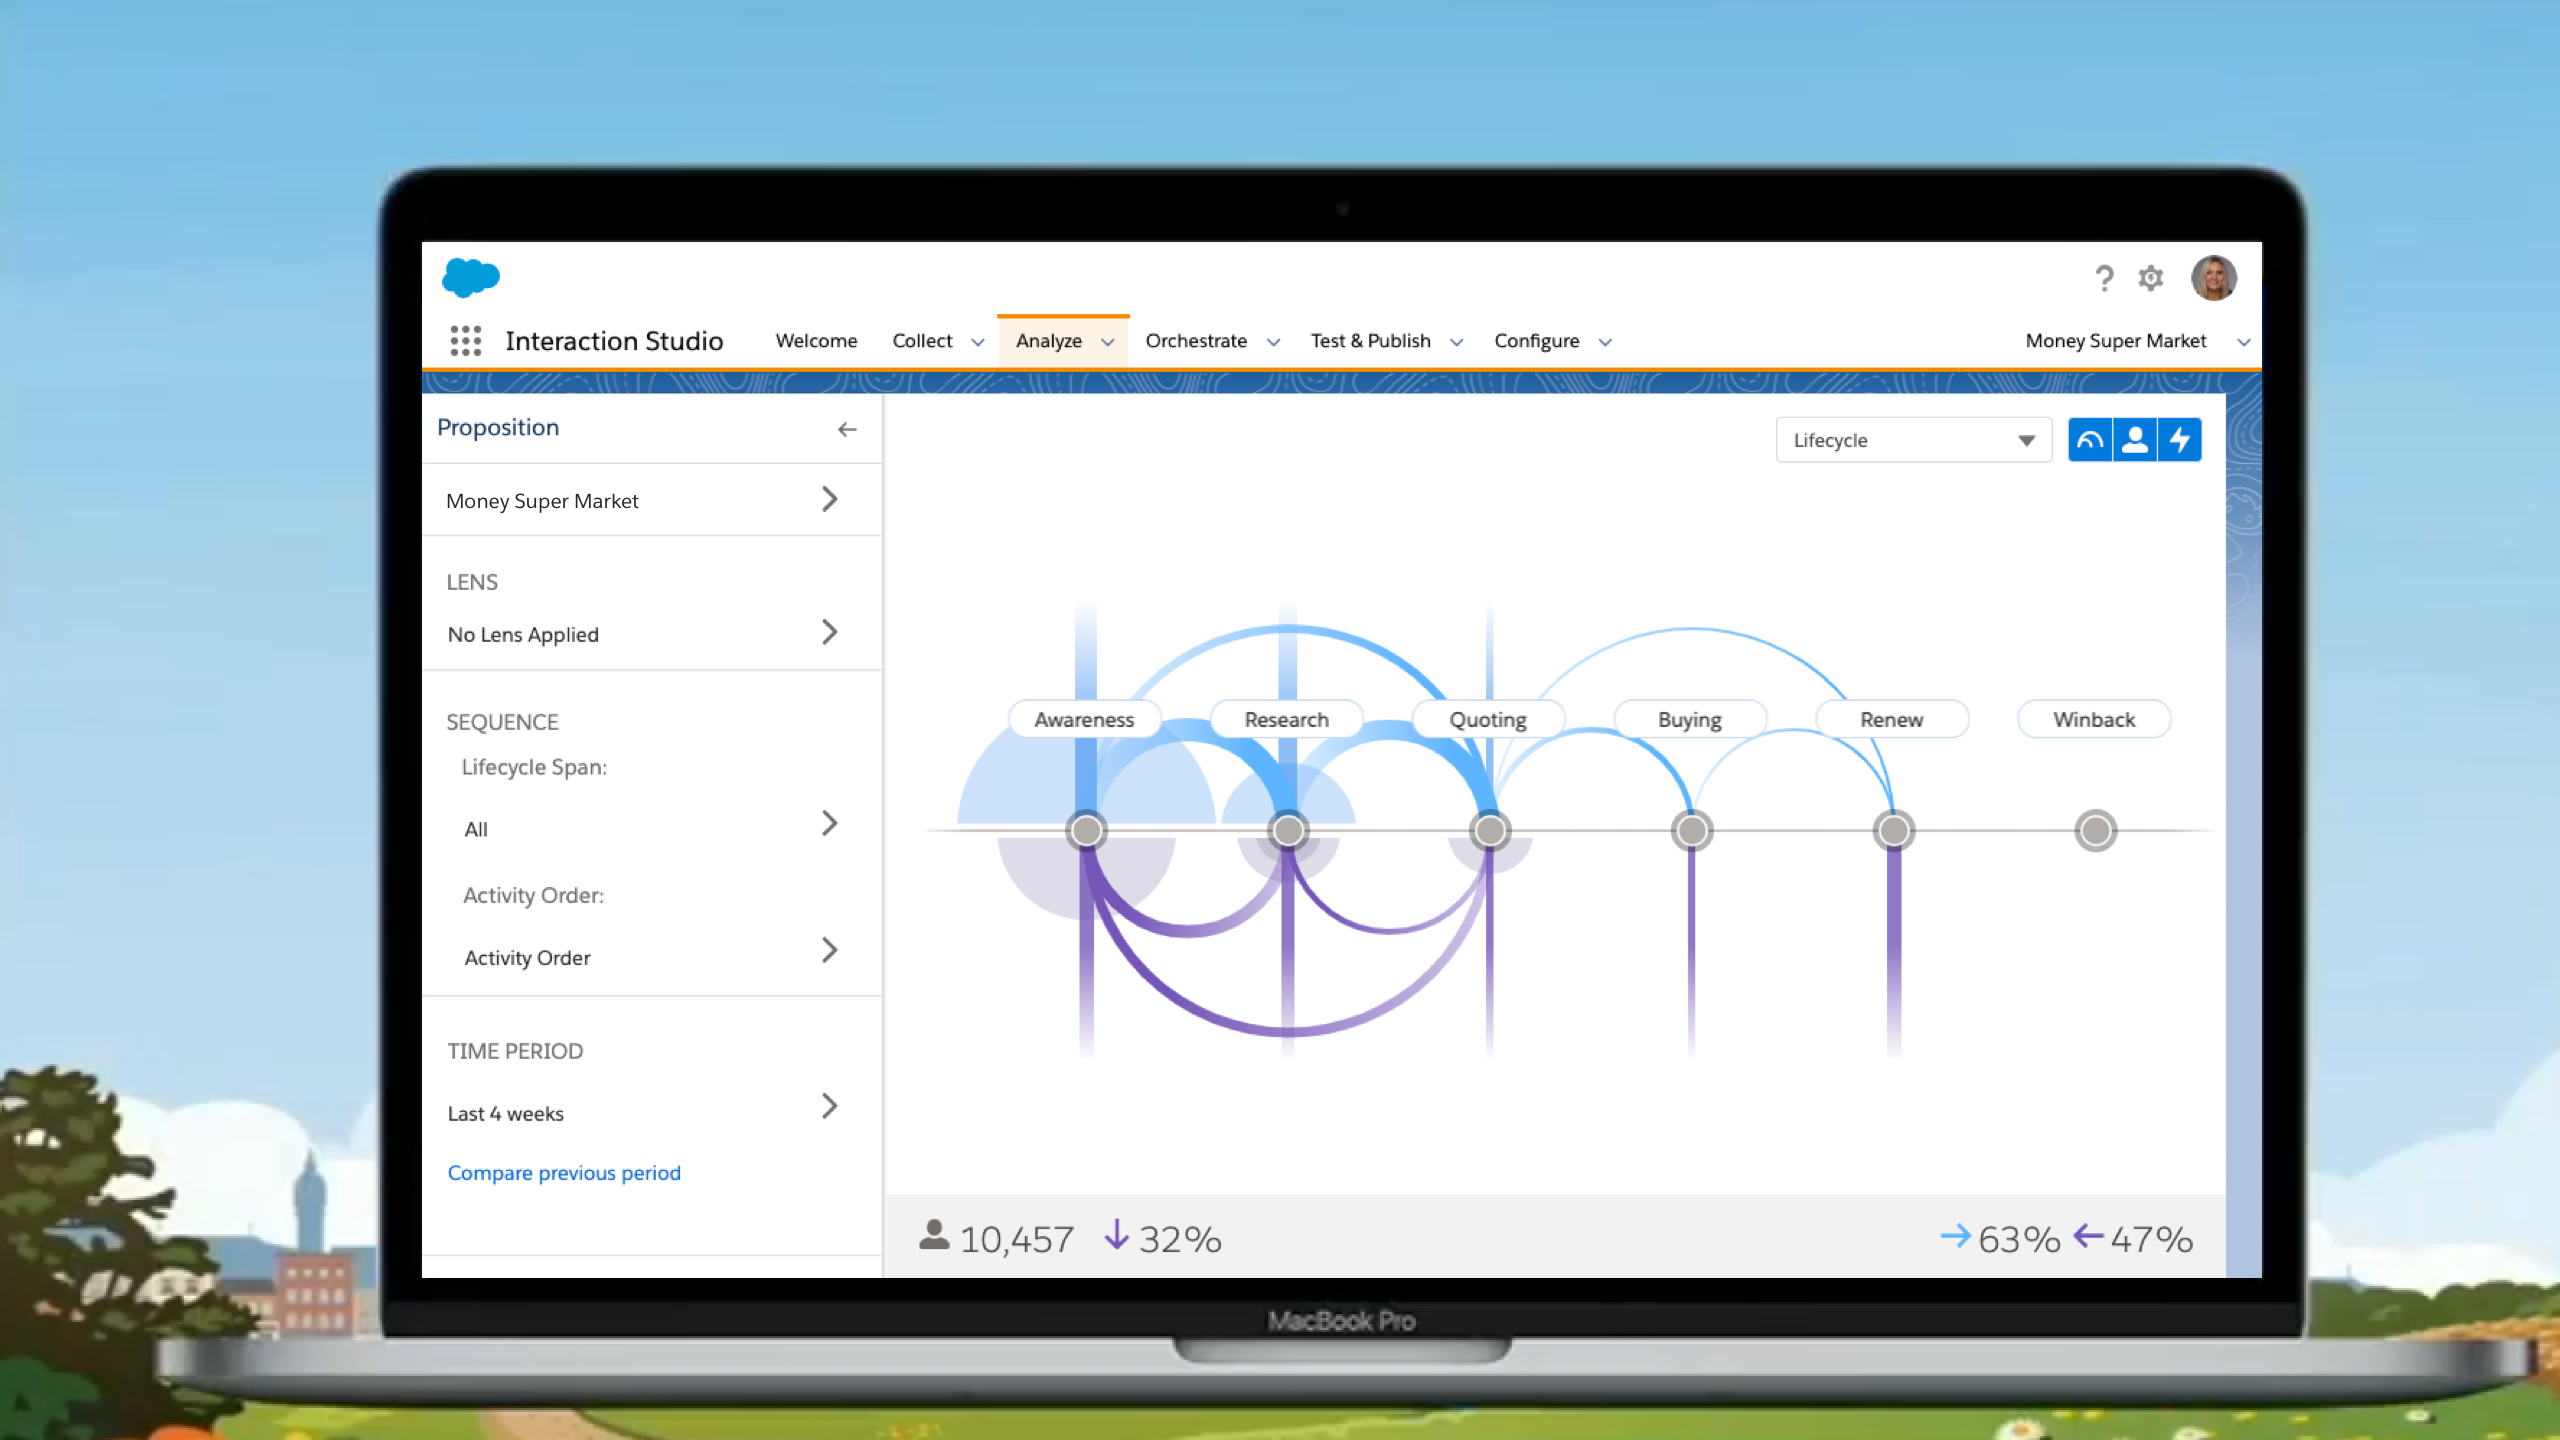 Interaction Studio
Welcome
Collect
Analyze
Orchestrate
Test & Publish
Configure
Money Super Market
Proposition
Money Super Market
LENS
No Lens Applied
SEQUENCE
Lifecycle Span:
All
Activity Order:
Activity Order
TIME PERIOD
Last 4 weeks
Compare previous period
Lifecycle
Awareness
Research
Quoting
Buying
Renew
Winback
10,457
32%
63%
47%
MacBook Pro